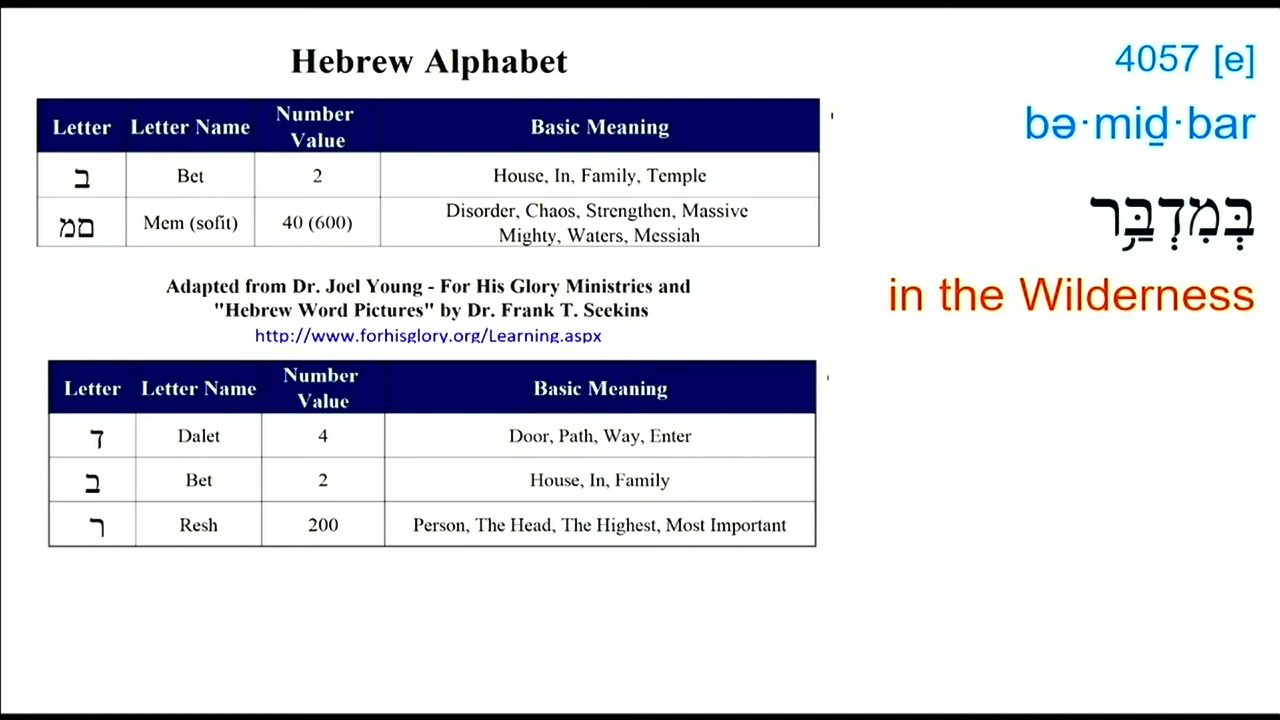 Hebrew Alphabet
Letter Letter Name Number Value Basic Meaning
ב Bet 2 House, In, Family, Temple
מם Mem (sofit) 40 (600) Disorder, Chaos, Strengthen, Massive
Mighty, Waters, Messiah
Adapted from Dr. Joel Young - For His Glory Ministries and
"Hebrew Word Pictures" by Dr. Frank T. Seekins
http://www.forhisglory.org/Learning.aspx
Letter Letter Name Number Value Basic Meaning
ד Dalet 4 Door, Path, Way, Enter
ב Bet 2 House, In, Family
ר Resh 200 Person, The Head, The Highest, Most Important
4057 [e]
bə·miḏ·bar
בְּמִדְבַּ֥ר
in the Wilderness